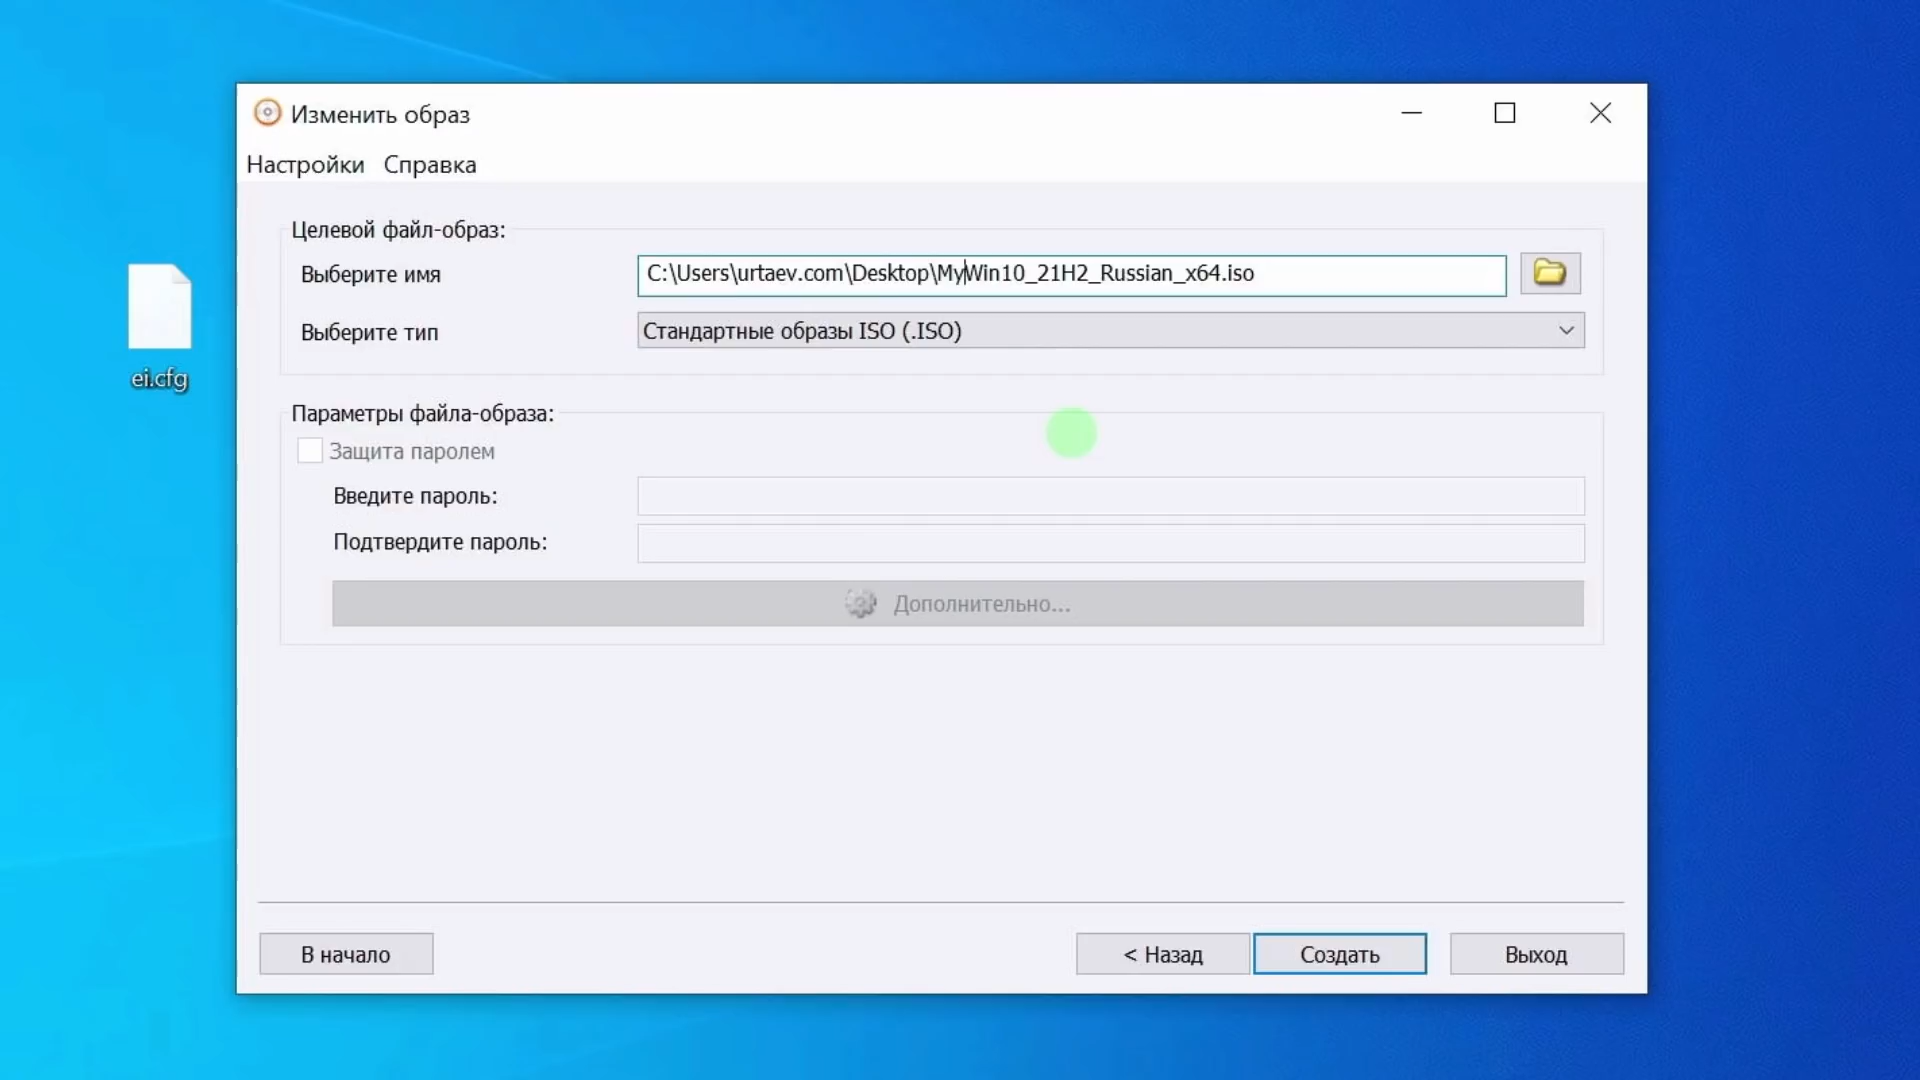 Изменить образ
Настройки Справка
Целевой файл-образ:
Выберите имя C:\Users\urtaev.com\Desktop\MyWin10_21H2_Russian_x64.iso
Выберите тип Стандартные образы ISO (.ISO)
ei.cfg
Параметры файла-образа:
Защита паролем
Введите пароль:
Подтвердите пароль:
Дополнительно...
В начало < Назад Создать Выход